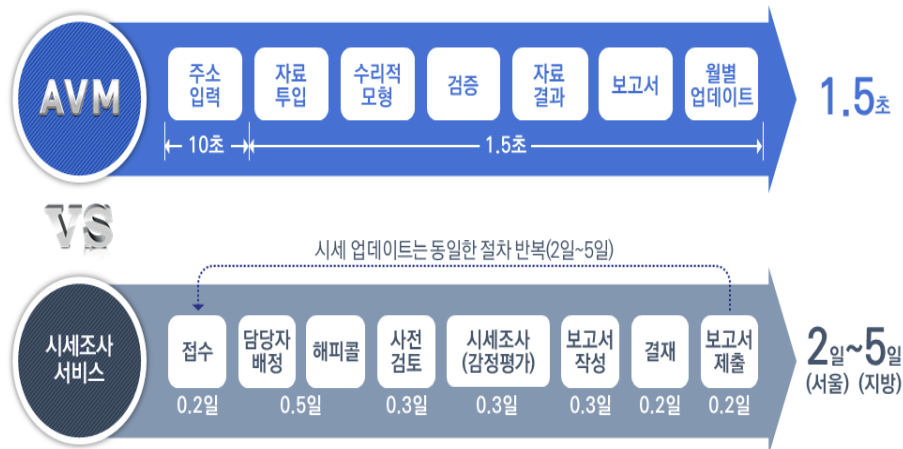 AVM
주소
입력
자료
투입
수리적
모형
검증
자료
결과
보고서
월별
업데이트
10초
1.5초
1.5초
VS
시세 업데이트는 동일한 절차 반복(2일~5일)
시세조사
서비스
접수
담당자
배정
해피콜
사전
검토
시세조사
(감정평가)
보고서
작성
결재
보고서
제출
0.2일
0.5일
0.3일
0.3일
0.3일
0.2일
0.2일
2일~5일
(서울) (지방)